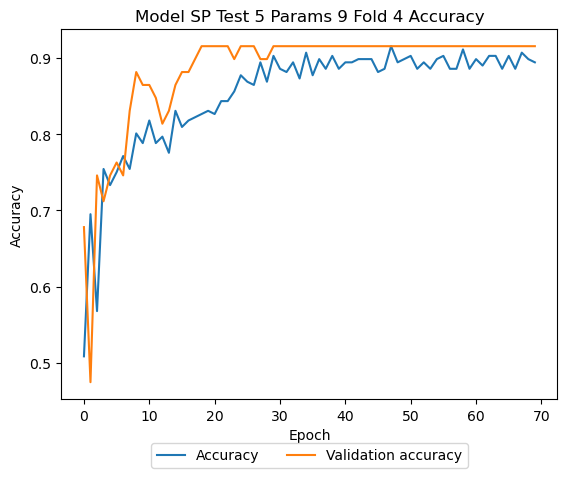 Model SP Test 5 Params 9 Fold 4 Accuracy
Accuracy
0.9
0.8
0.7
0.6
0.5
0 10 20 30 40 50 60 70
Epoch
Accuracy Validation accuracy